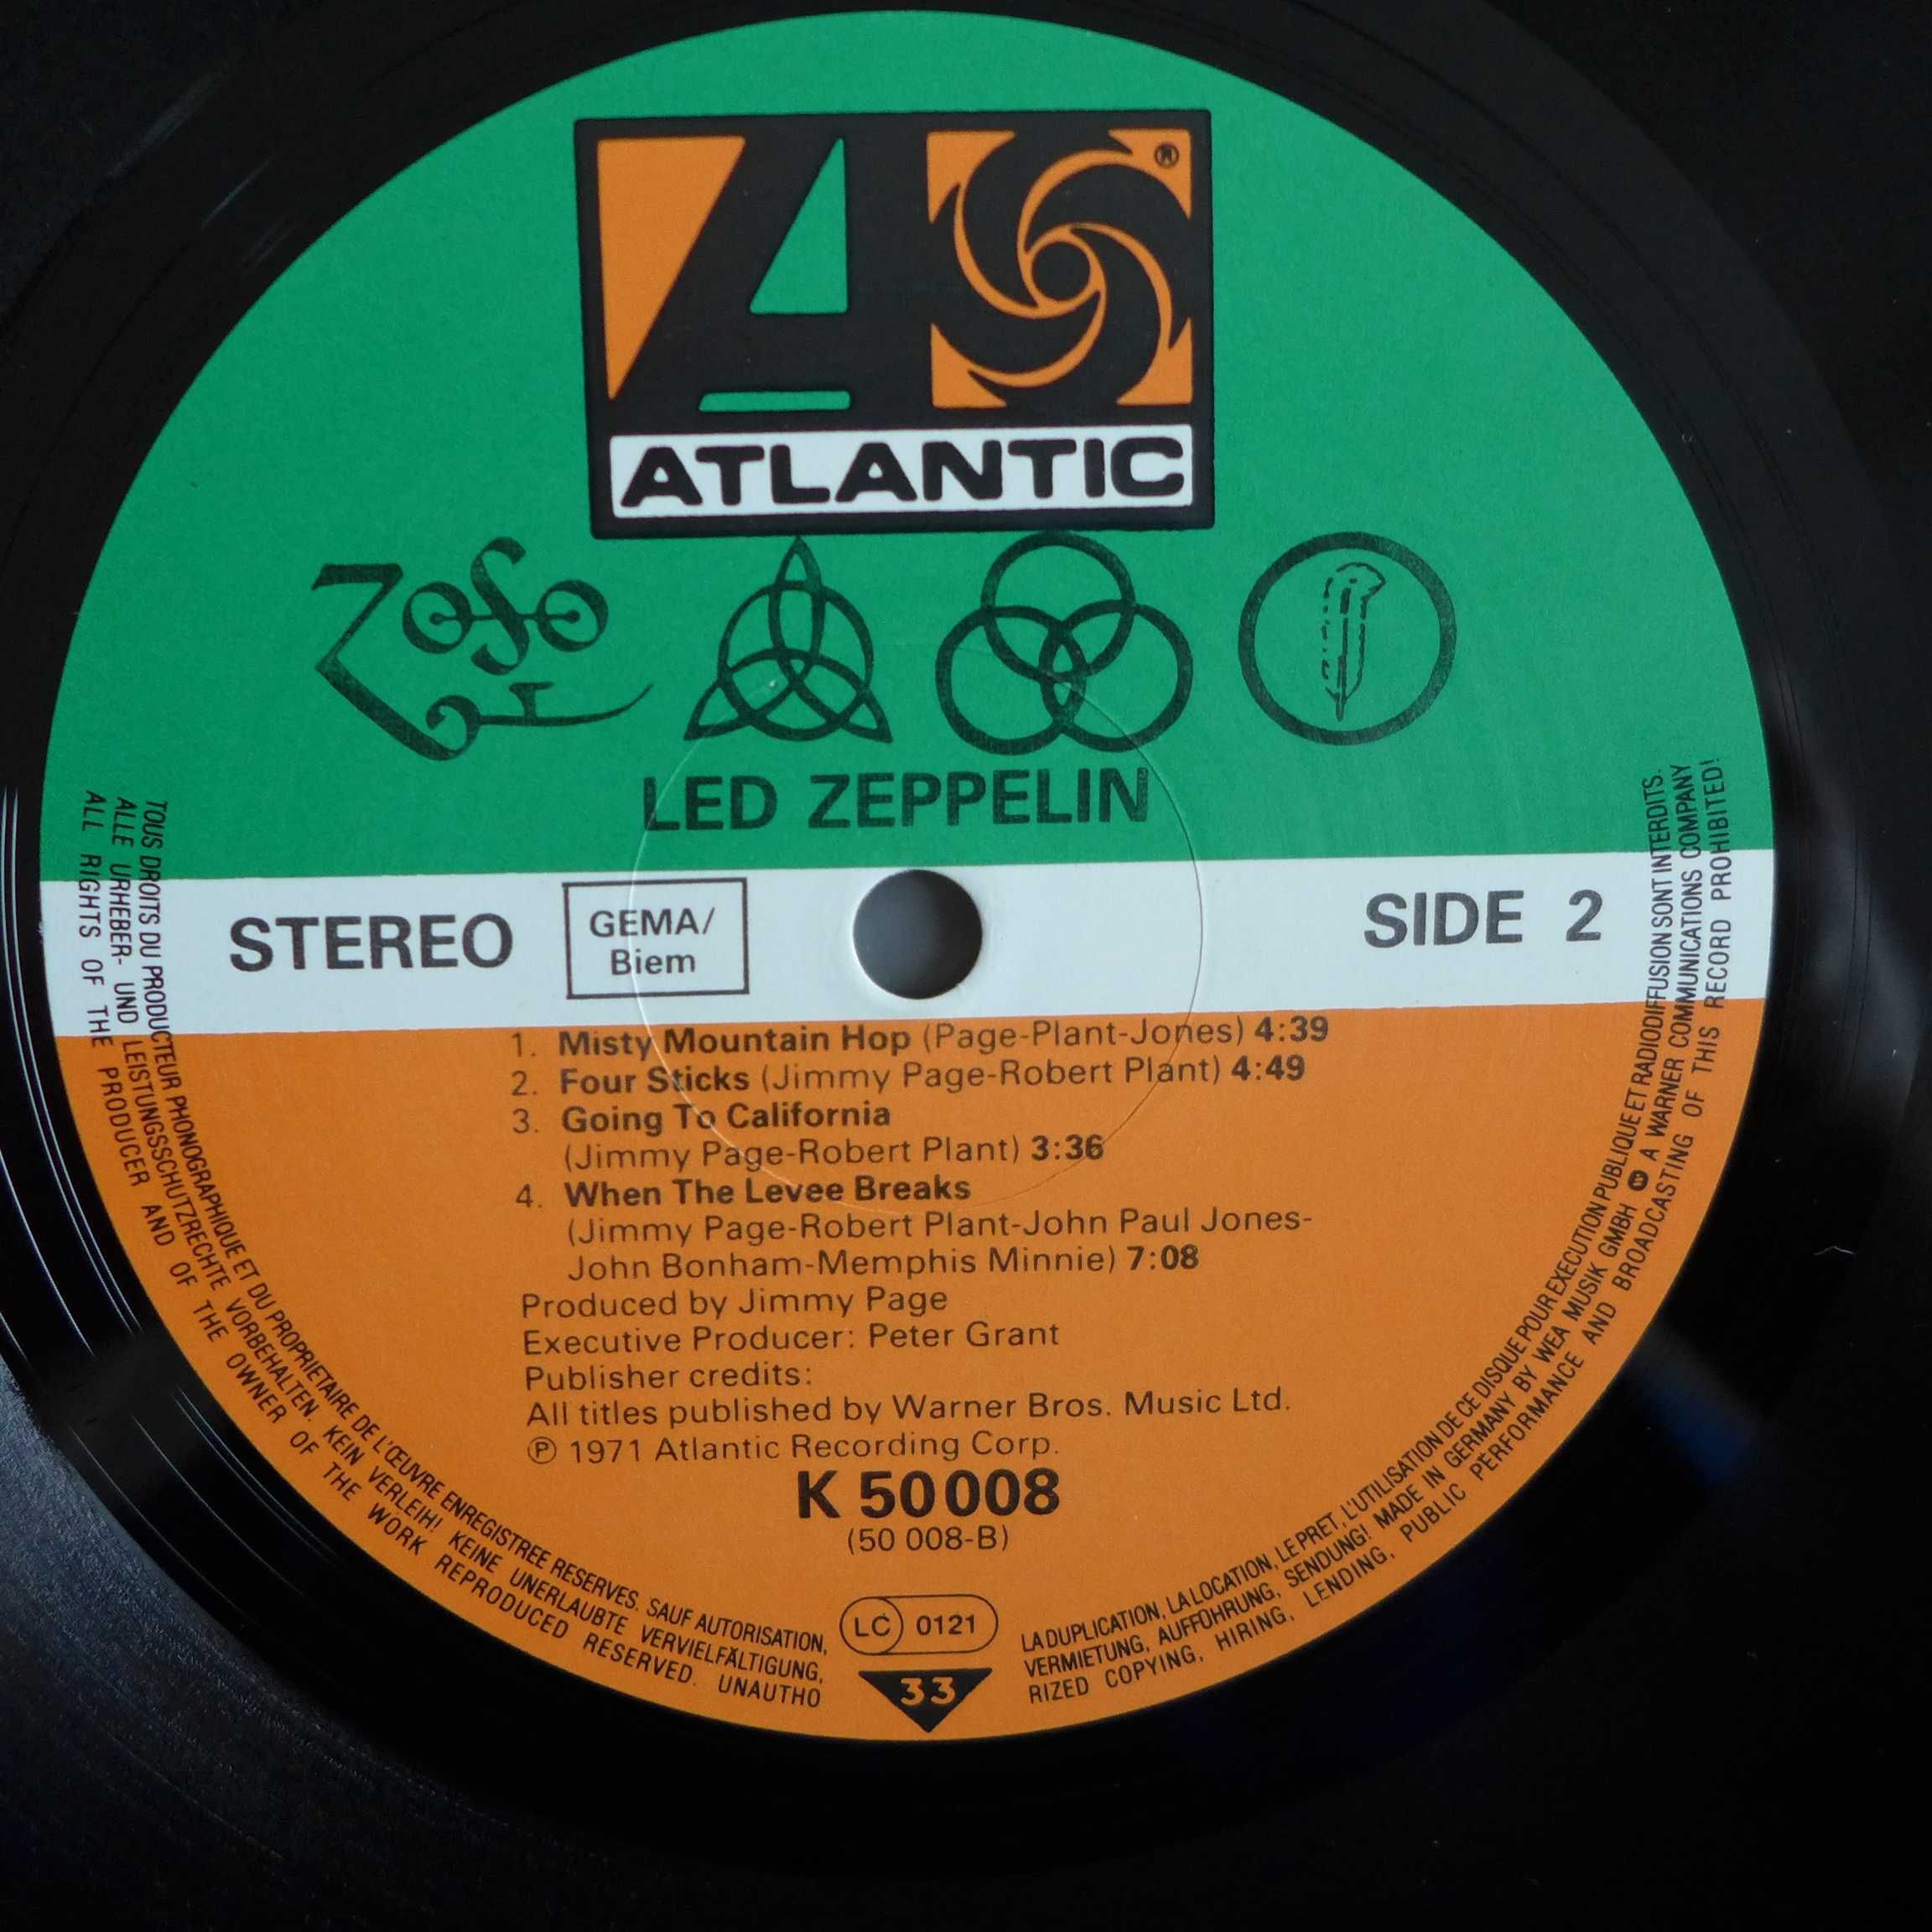 ®
ATLANTIC
ZoSo
LED ZEPPELIN
STEREO
GEMA/
Biem
SIDE 2
1. Misty Mountain Hop (Page-Plant-Jones) 4:39
2. Four Sticks (Jimmy Page-Robert Plant) 4:49
3. Going To California
(Jimmy Page-Robert Plant) 3:36
4. When The Levee Breaks
(Jimmy Page-Robert Plant-John Paul Jones-
John Bonham-Memphis Minnie) 7:08
Produced by Jimmy Page
Executive Producer: Peter Grant
Publisher credits:
All titles published by Warner Bros. Music Ltd.
℗ 1971 Atlantic Recording Corp.
K 50 008
(50 008-B)
LC 0121
33
TOUS DROITS DU PRODUCTEUR PHONOGRAPHIQUE ET DU PROPRIETAIRE DE L'ŒUVRE ENREGISTREE RESERVES. SAUF AUTORISATION, LA DUPLICATION, LA LOCATION, LE PRET, L'UTILISATION DE CE DISQUE POUR EXECUTION PUBLIQUE ET RADIODIFFUSION SONT INTERDITS.
ALLE URHEBER- UND LEISTUNGSSCHUTZRECHTE VORBEHALTEN. KEIN VERLEIH! KEINE UNERLAUBTE VERVIELFÄLTIGUNG, VERMIETUNG, AUFFÜHRUNG, SENDUNG! MADE IN GERMANY BY WEA MUSIK GMBH A WARNER COMMUNICATIONS COMPANY
ALL RIGHTS OF THE PRODUCER AND OF THE OWNER OF THE WORK REPRODUCED RESERVED. UNAUTHORIZED COPYING, HIRING, LENDING, PUBLIC PERFORMANCE AND BROADCASTING OF THIS RECORD PROHIBITED!